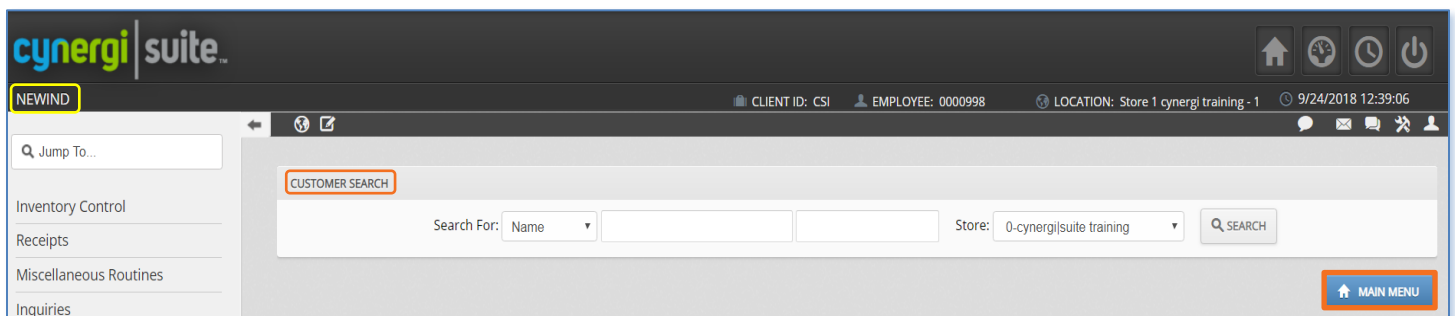 cynergi|suite™
NEWIND
CLIENT ID: CSI EMPLOYEE: 0000998 LOCATION: Store 1 cynergi training - 1 9/24/2018 12:39:06
Jump To...
CUSTOMER SEARCH
Inventory Control
Search For: Name Store: 0-cynergi|suite training SEARCH
Receipts
Miscellaneous Routines
MAIN MENU
Inquiries